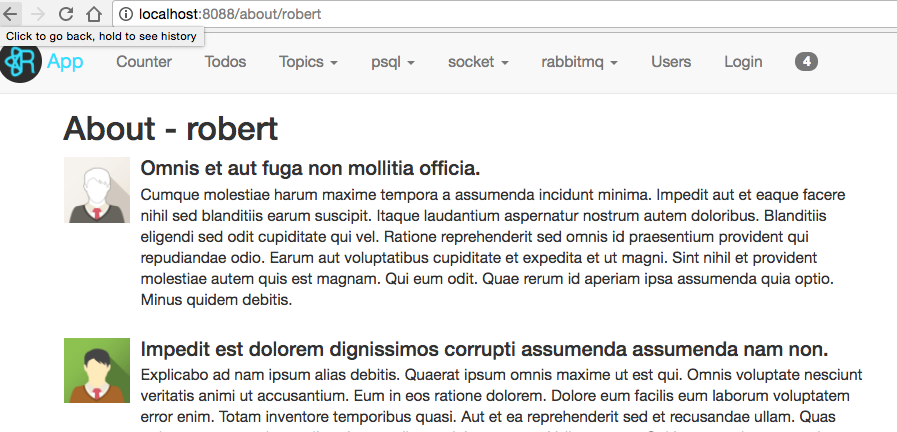 localhost:8088/about/robert
Click to go back, hold to see history
App Counter Todos Topics psql socket rabbitmq Users Login 4
About - robert
Omnis et aut fuga non mollitia officia.
Cumque molestiae harum maxime tempora a assumenda incidunt minima. Impedit aut et eaque facere
nihil sed blanditiis earum suscipit. Itaque laudantium aspernatur nostrum autem doloribus. Blanditiis
eligendi sed odit cupiditate qui vel. Ratione reprehenderit sed omnis id praesentium provident qui
repudiandae odio. Earum aut voluptatibus cupiditate et expedita et ut magni. Sint nihil et provident
molestiae autem quis est magnam. Qui eum odit. Quae rerum id aperiam ipsa assumenda quia optio.
Minus quidem debitis.
Impedit est dolorem dignissimos corrupti assumenda assumenda nam non.
Explicabo ad nam ipsum alias debitis. Quaerat ipsum omnis maxime ut est qui. Omnis voluptate nesciunt
veritatis animi ut accusantium. Eum in eos ratione dolorem. Dolore eum facilis eum laborum voluptatem
error enim. Totam inventore temporibus quasi. Aut et ea reprehenderit sed et recusandae ullam. Quas